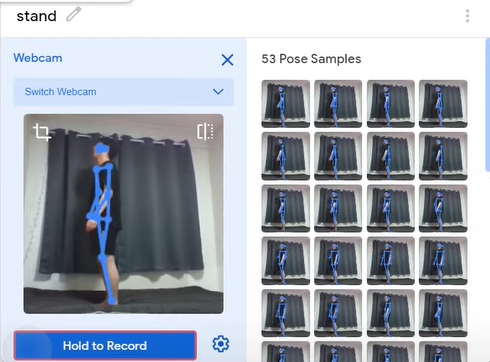 stand
Webcam
Switch Webcam
53 Pose Samples
Hold to Record